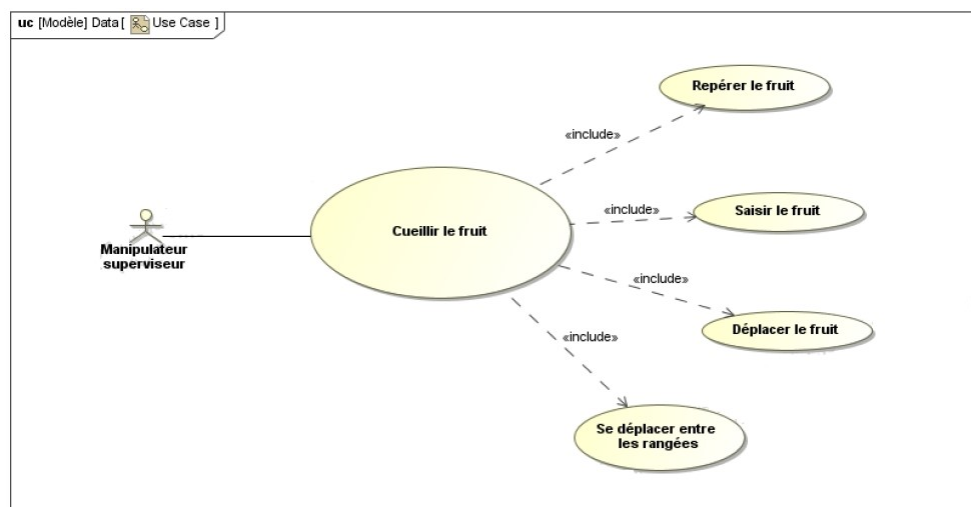 uc [Modèle] Data [ Use Case ]
Repérer le fruit
«include»
«include»
Saisir le fruit
Cueillir le fruit
Manipulateur
superviseur
«include»
Déplacer le fruit
«include»
Se déplacer entre
les rangées